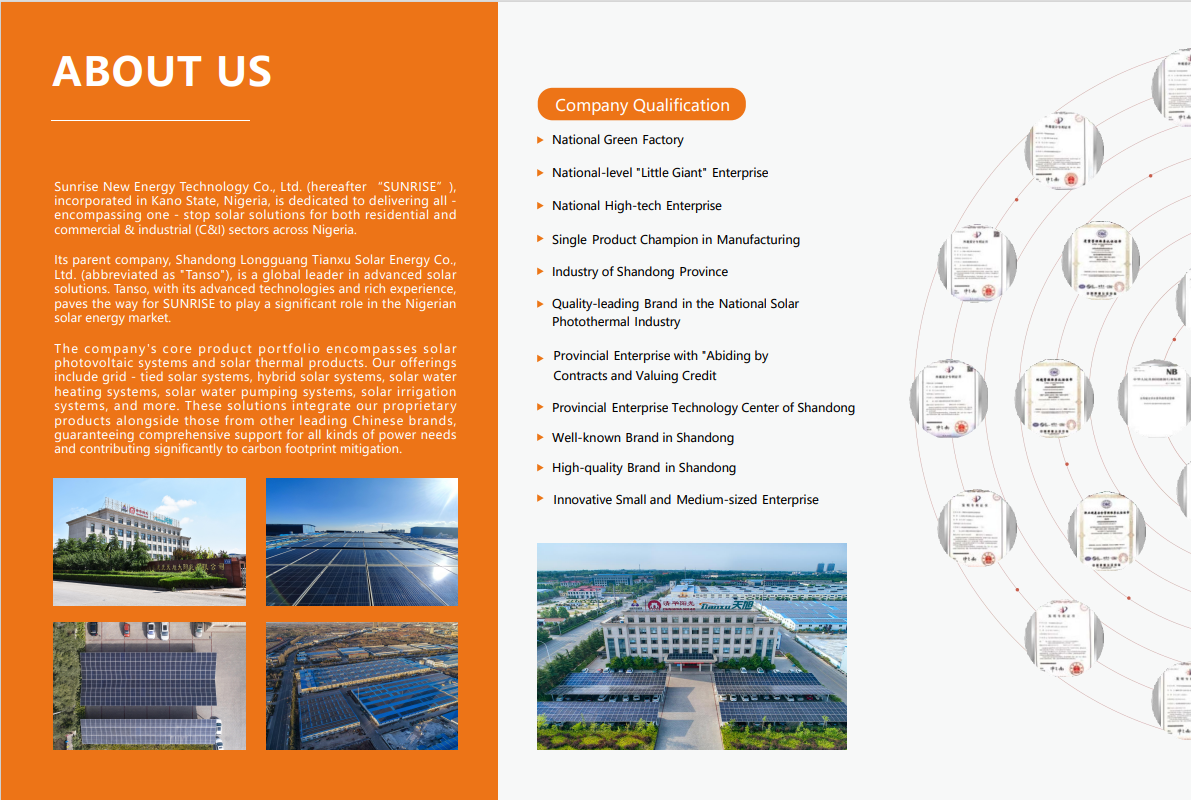 ABOUT US
Sunrise New Energy Technology Co., Ltd. (hereafter “SUNRISE” ),
incorporated in Kano State, Nigeria, is dedicated to delivering all -
encompassing one - stop solar solutions for both residential and
commercial & industrial (C&I) sectors across Nigeria.
Its parent company, Shandong Longguang Tianxu Solar Energy Co.,
Ltd. (abbreviated as "Tanso"), is a global leader in advanced solar
solutions. Tanso, with its advanced technologies and rich experience,
paves the way for SUNRISE to play a significant role in the Nigerian
solar energy market.
The company's core product portfolio encompasses solar
photovoltaic systems and solar thermal products. Our offerings
include grid - tied solar systems, hybrid solar systems, solar water
heating systems, solar water pumping systems, solar irrigation
systems, and more. These solutions integrate our proprietary
products alongside those from other leading Chinese brands,
guaranteeing comprehensive support for all kinds of power needs
and contributing significantly to carbon footprint mitigation.
Company Qualification
National Green Factory
National-level "Little Giant" Enterprise
National High-tech Enterprise
Single Product Champion in Manufacturing
Industry of Shandong Province
Quality-leading Brand in the National Solar
Photothermal Industry
Provincial Enterprise with "Abiding by
Contracts and Valuing Credit
Provincial Enterprise Technology Center of Shandong
Well-known Brand in Shandong
High-quality Brand in Shandong
Innovative Small and Medium-sized Enterprise
Tianxu天旭
NB